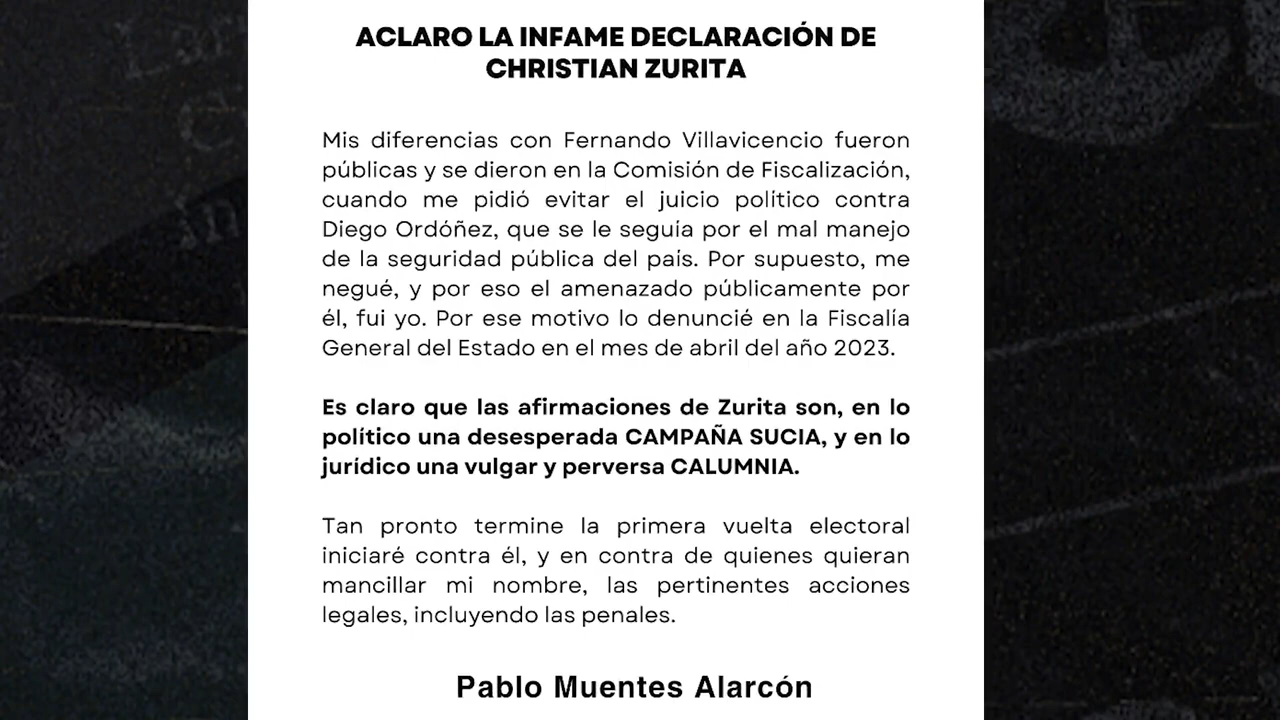 ACLARO LA INFAME DECLARACIÓN DE
CHRISTIAN ZURITA
Mis diferencias con Fernando Villavicencio fueron
públicas y se dieron en la Comisión de Fiscalización,
cuando me pidió evitar el juicio político contra
Diego Ordóñez, que se le seguía por el mal manejo
de la seguridad pública del país. Por supuesto, me
negué, y por eso el amenazado públicamente por
él, fui yo. Por ese motivo lo denuncié en la Fiscalía
General del Estado en el mes de abril del año 2023.
Es claro que las afirmaciones de Zurita son, en lo
político una desesperada CAMPAÑA SUCIA, y en lo
jurídico una vulgar y perversa CALUMNIA.
Tan pronto termine la primera vuelta electoral
iniciaré contra él, y en contra de quienes quieran
mancillar mi nombre, las pertinentes acciones
legales, incluyendo las penales.
Pablo Muentes Alarcón